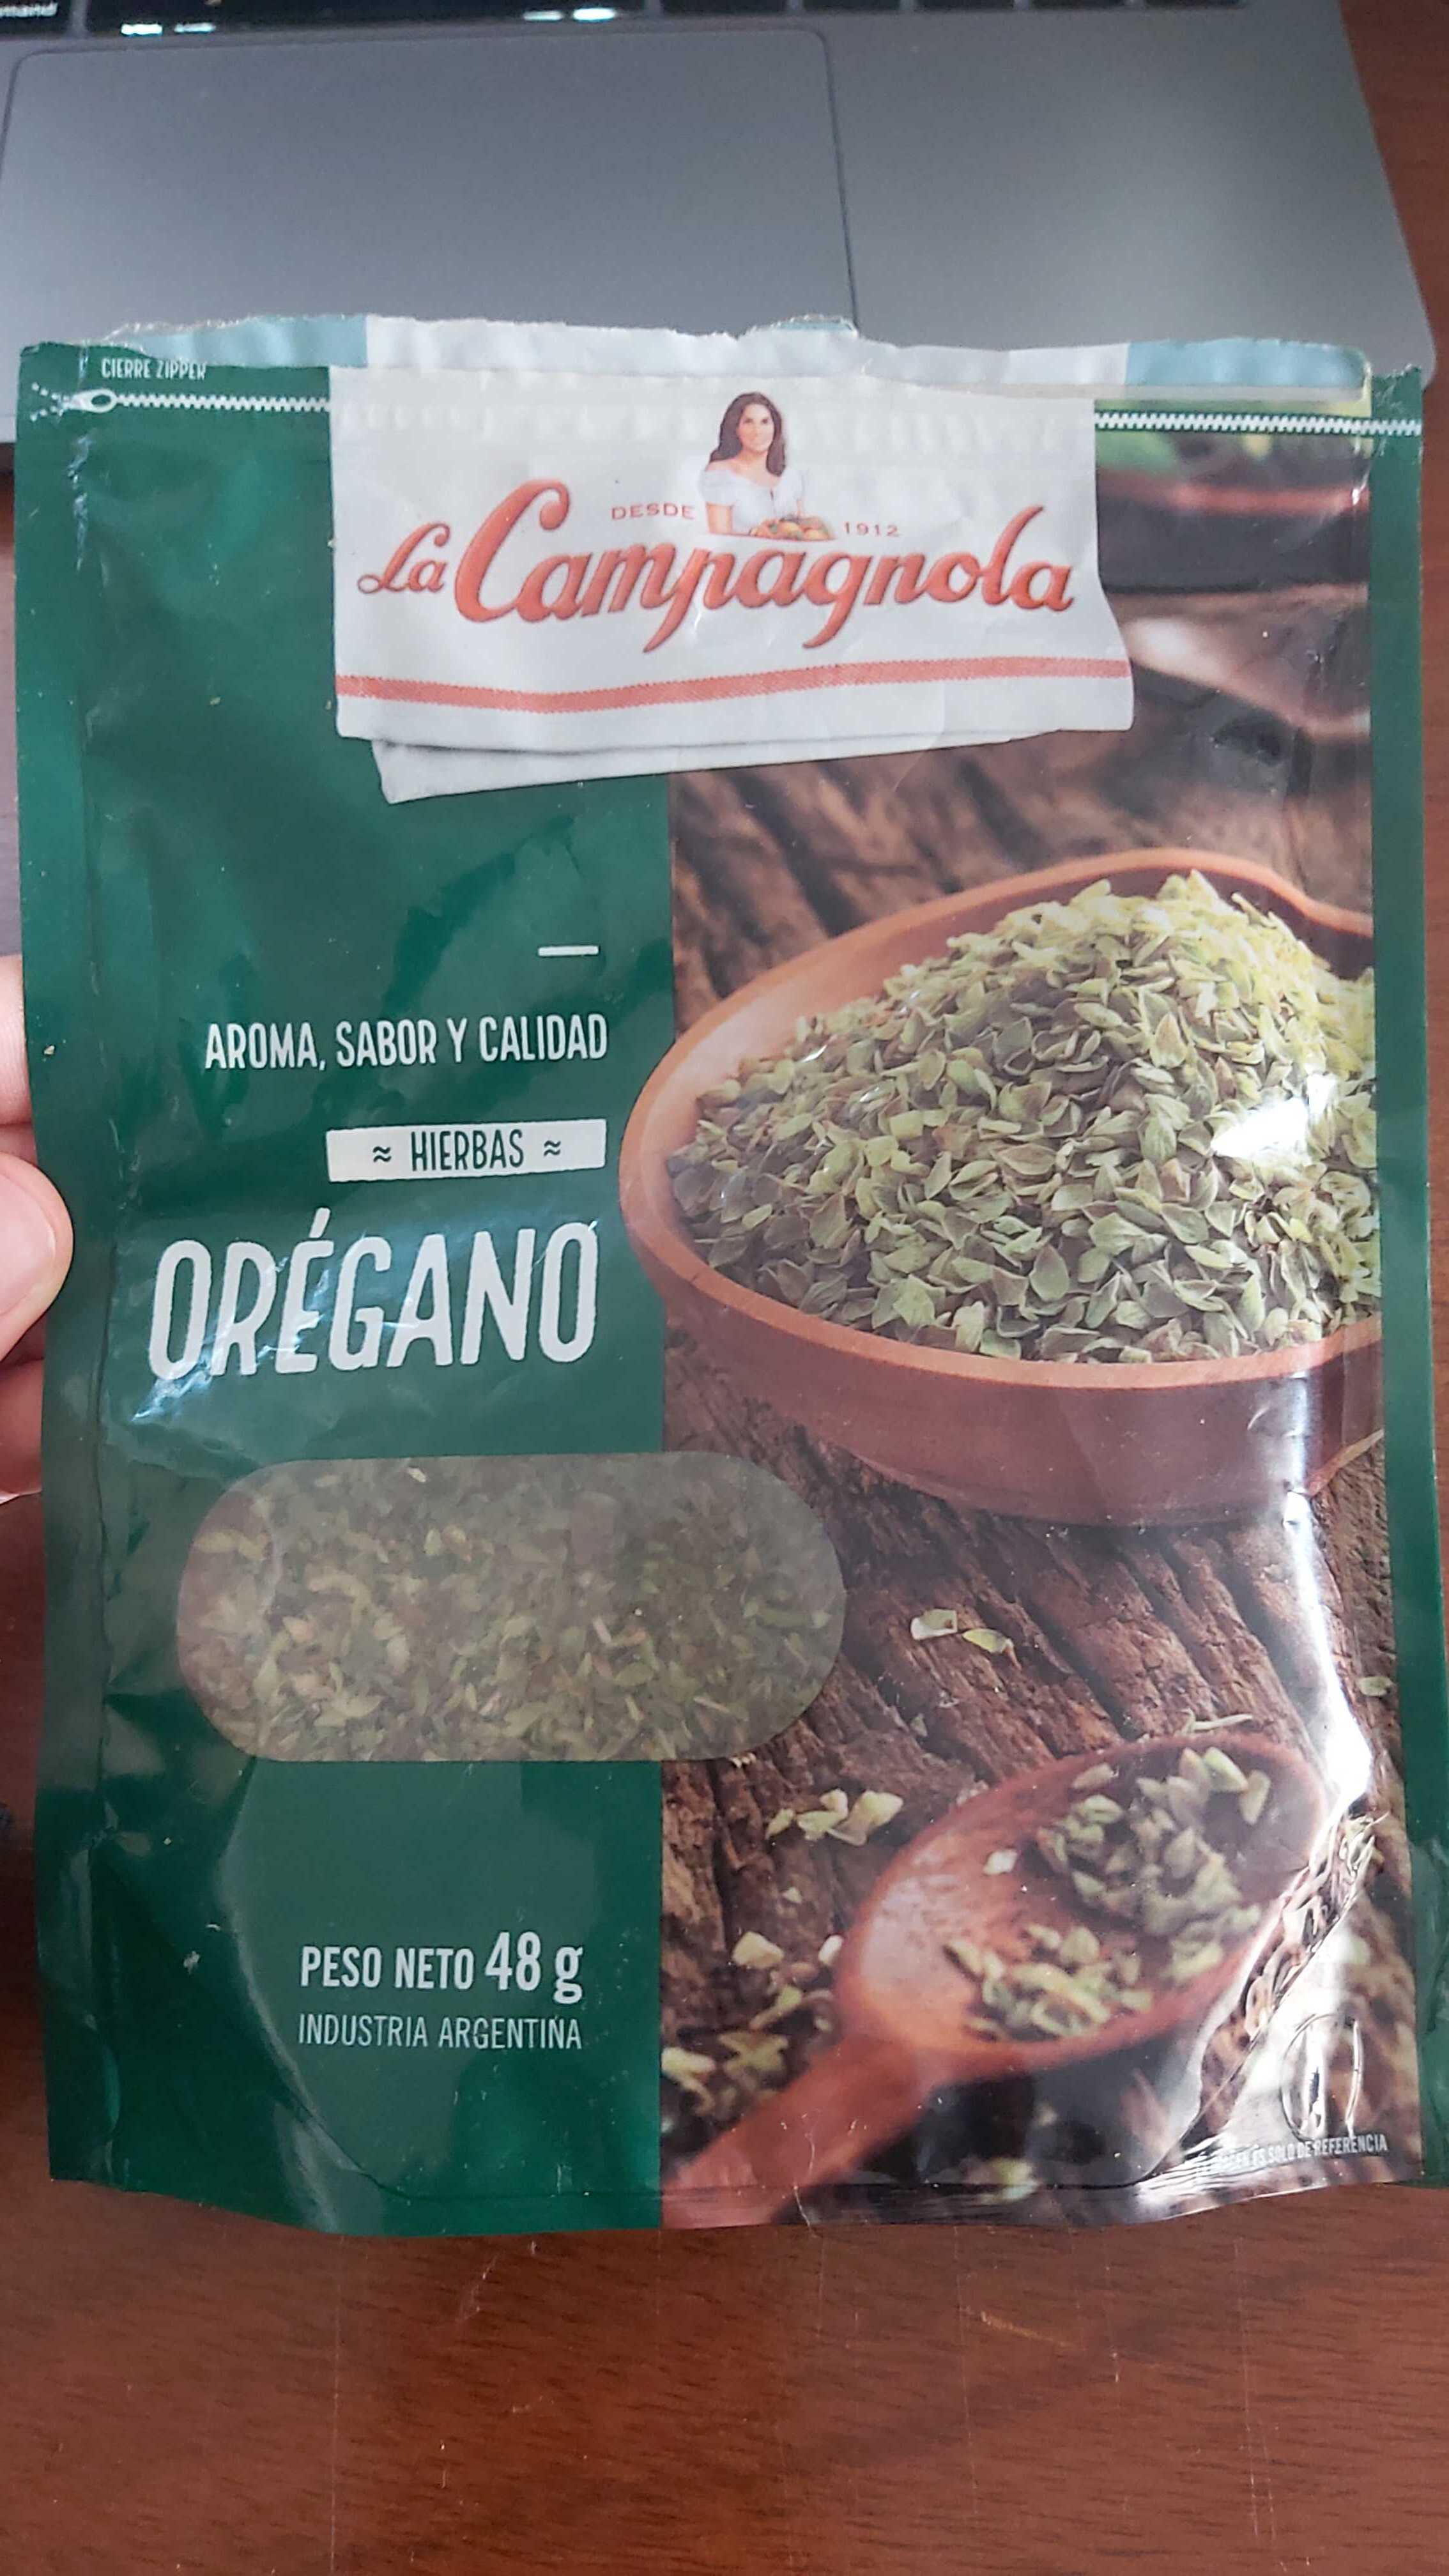 CIERRE ZIPPER
DESDE 1912
La Campagnola
AROMA, SABOR Y CALIDAD
≈ HIERBAS ≈
ORÉGANO
PESO NETO 48 g
INDUSTRIA ARGENTINA
ES SOLO DE REFERENCIA